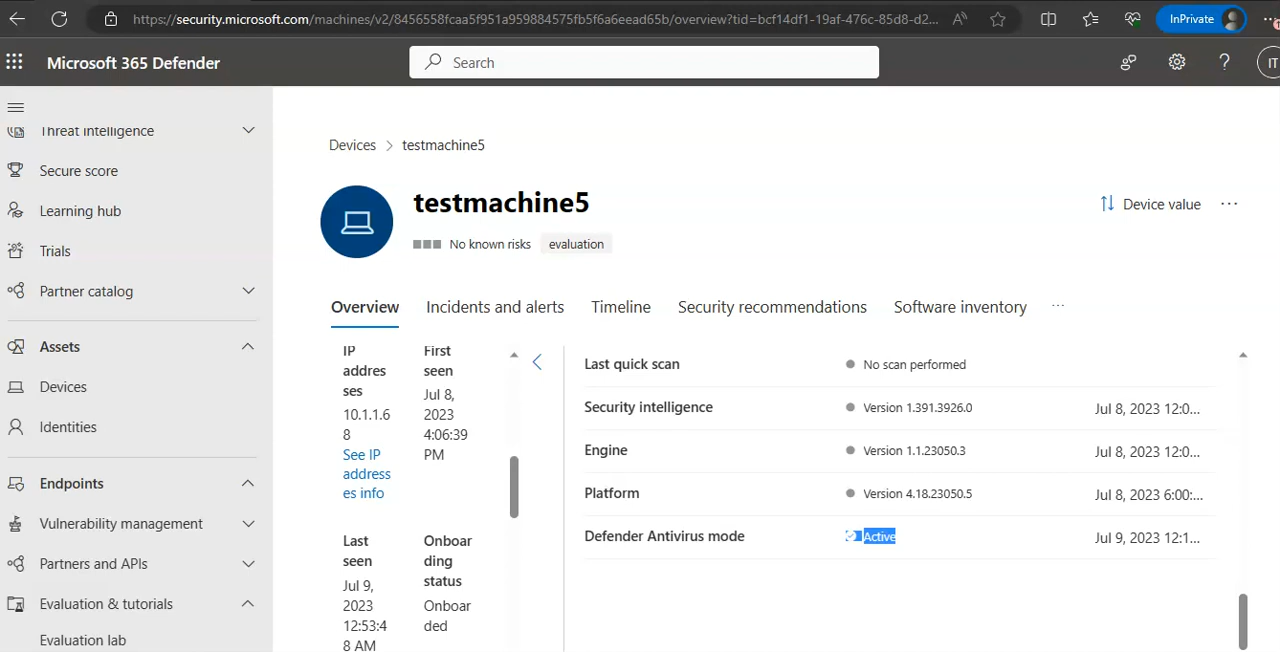 https://security.microsoft.com/machines/v2/8456558fcaa5f951a959884575fb5f6a6eead65b/overview?tid=bcf14df1-19af-476c-85d8-d2...
InPrivate
Microsoft 365 Defender
Search
IT
Threat intelligence
Secure score
Learning hub
Trials
Partner catalog
Assets
Devices
Identities
Endpoints
Vulnerability management
Partners and APIs
Evaluation & tutorials
Evaluation lab
Devices > testmachine5
testmachine5
No known risks evaluation
Device value ...
Overview Incidents and alerts Timeline Security recommendations Software inventory ...
IP
addres
ses
10.1.1.6
8
See IP
address
es info
First
seen
Jul 8,
2023
4:06:39
PM
Last
seen
Jul 9,
2023
12:53:4
8 AM
Onboar
ding
status
Onboar
ded
Last quick scan No scan performed
Security intelligence Version 1.391.3926.0 Jul 8, 2023 12:0...
Engine Version 1.1.23050.3 Jul 8, 2023 12:0...
Platform Version 4.18.23050.5 Jul 8, 2023 6:00:...
Defender Antivirus mode Active Jul 9, 2023 12:1...